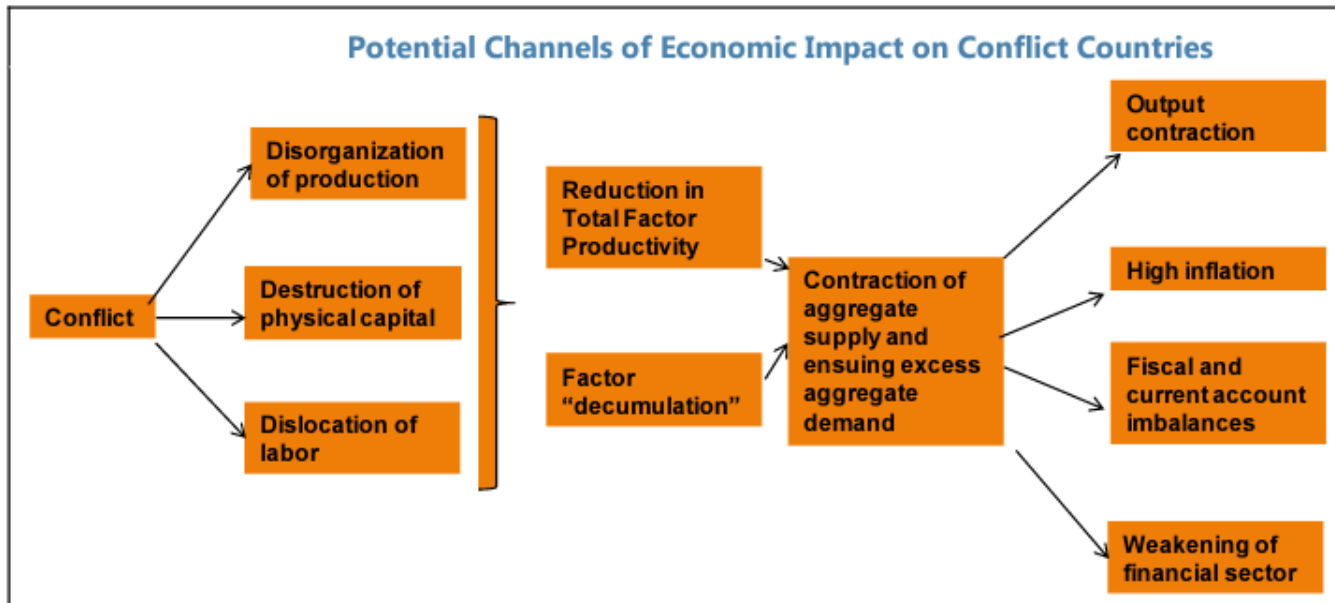 Potential Channels of Economic Impact on Conflict Countries
Conflict
Disorganization
of production
Destruction of
physical capital
Dislocation of
labor
Reduction in
Total Factor
Productivity
Factor
“decumulation”
Contraction of
aggregate
supply and
ensuing excess
aggregate
demand
Output
contraction
High inflation
Fiscal and
current account
imbalances
Weakening of
financial sector